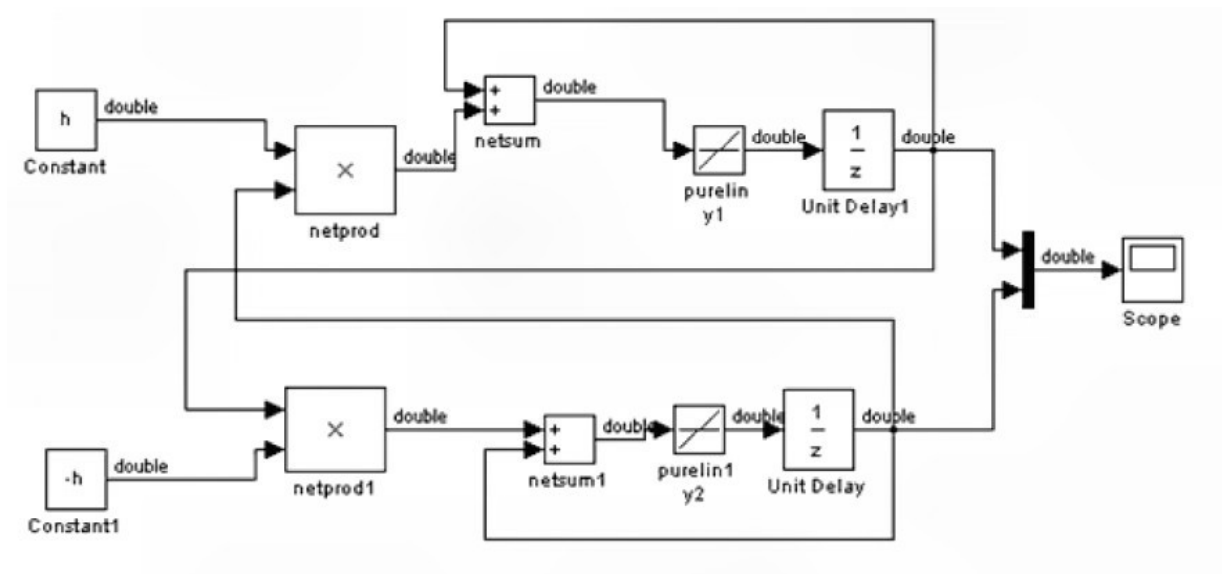 h
Constant
double
×
netprod
double
+
+
netsum
double
purelin
y1
double
1
z
Unit Delay1
double
double
Scope
-h
Constant1
double
×
netprod1
double
+
+
netsum1
double
purelin1
y2
double
1
z
Unit Delay
double